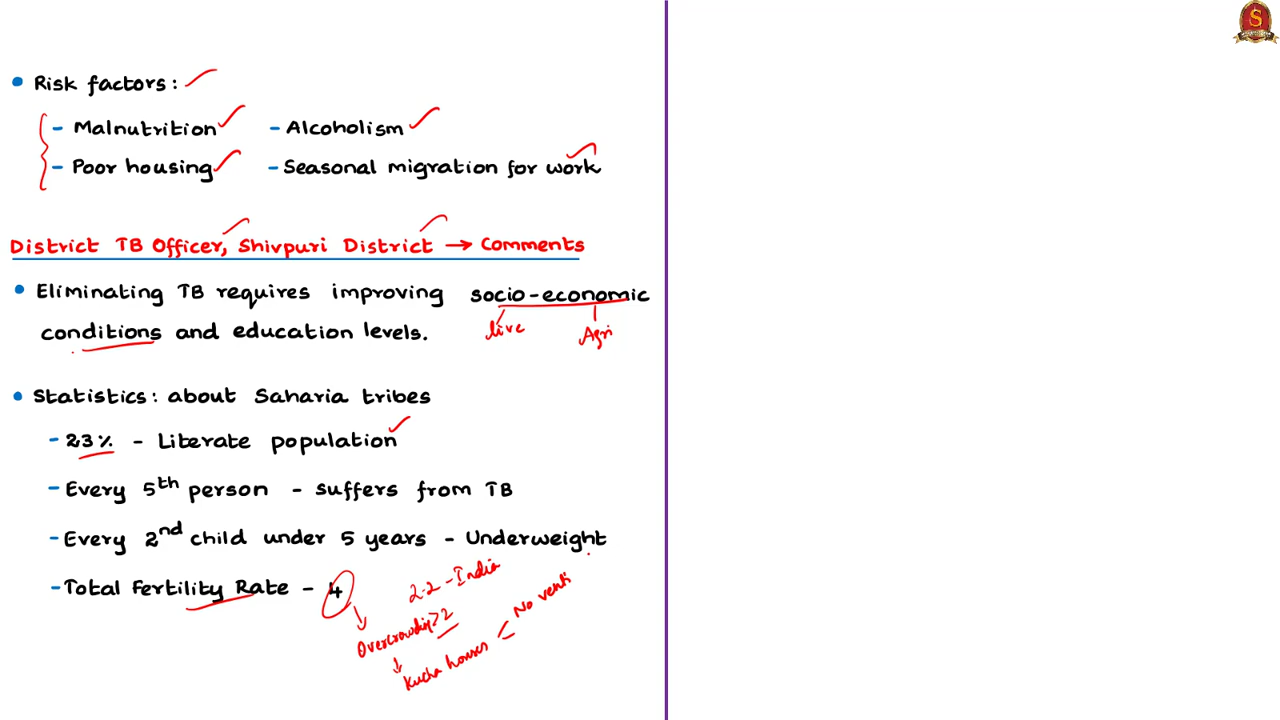 • Risk factors:
- Malnutrition - Alcoholism
- Poor housing - Seasonal migration for work
District TB Officer, Shivpuri District → Comments
• Eliminating TB requires improving socio-economic
conditions and education levels.
live Agri
• Statistics: about Saharia tribes
- 23% - Literate population
- Every 5th person - suffers from TB
- Every 2nd child under 5 years - Underweight
- Total Fertility Rate - 4
2.2 - India
Overcrowding > 2
Kucha houses < No venti
S